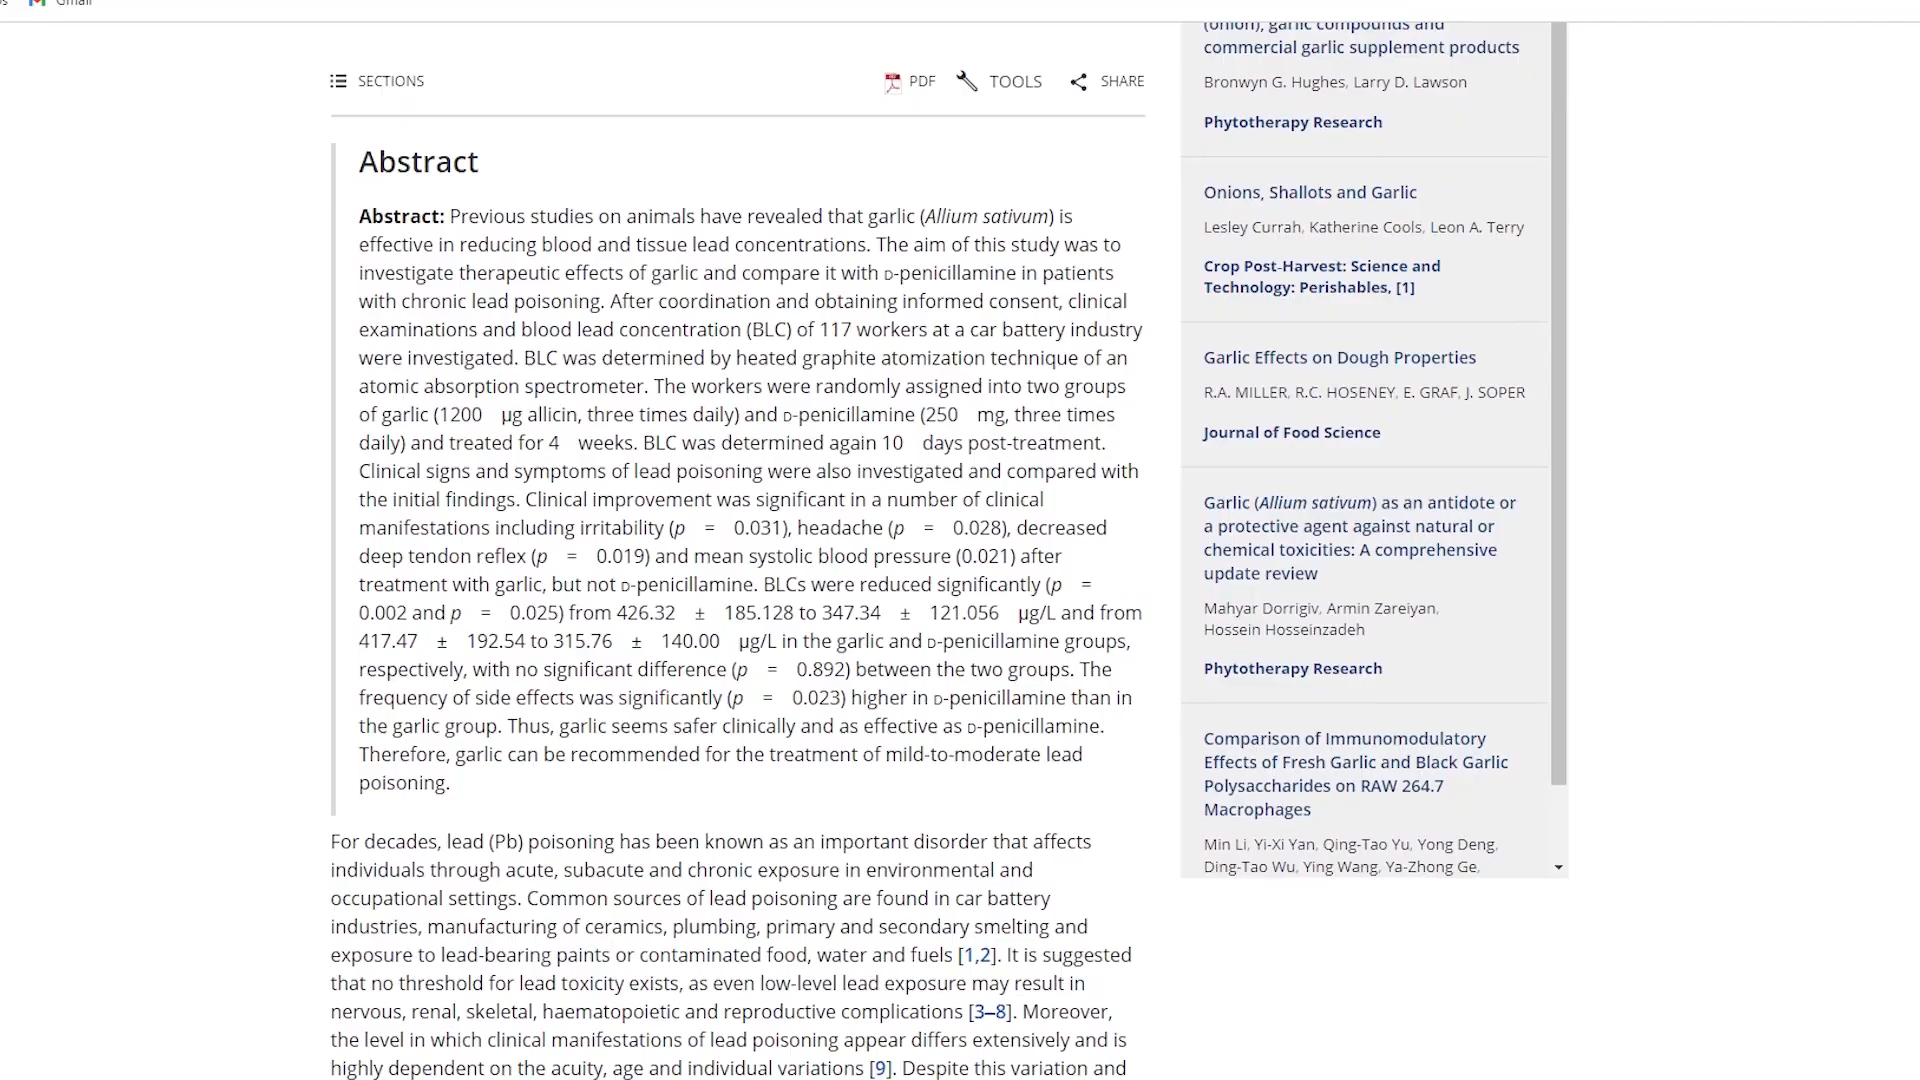 Gmail
SECTIONS
PDF
TOOLS
SHARE
Abstract
Abstract: Previous studies on animals have revealed that garlic (Allium sativum) is
effective in reducing blood and tissue lead concentrations. The aim of this study was to
investigate therapeutic effects of garlic and compare it with D-penicillamine in patients
with chronic lead poisoning. After coordination and obtaining informed consent, clinical
examinations and blood lead concentration (BLC) of 117 workers at a car battery industry
were investigated. BLC was determined by heated graphite atomization technique of an
atomic absorption spectrometer. The workers were randomly assigned into two groups
of garlic (1200 µg allicin, three times daily) and D-penicillamine (250 mg, three times
daily) and treated for 4 weeks. BLC was determined again 10 days post-treatment.
Clinical signs and symptoms of lead poisoning were also investigated and compared with
the initial findings. Clinical improvement was significant in a number of clinical
manifestations including irritability (p = 0.031), headache (p = 0.028), decreased
deep tendon reflex (p = 0.019) and mean systolic blood pressure (0.021) after
treatment with garlic, but not D-penicillamine. BLCs were reduced significantly (p =
0.002 and p = 0.025) from 426.32 ± 185.128 to 347.34 ± 121.056 µg/L and from
417.47 ± 192.54 to 315.76 ± 140.00 µg/L in the garlic and D-penicillamine groups,
respectively, with no significant difference (p = 0.892) between the two groups. The
frequency of side effects was significantly (p = 0.023) higher in D-penicillamine than in
the garlic group. Thus, garlic seems safer clinically and as effective as D-penicillamine.
Therefore, garlic can be recommended for the treatment of mild-to-moderate lead
poisoning.
For decades, lead (Pb) poisoning has been known as an important disorder that affects
individuals through acute, subacute and chronic exposure in environmental and
occupational settings. Common sources of lead poisoning are found in car battery
industries, manufacturing of ceramics, plumbing, primary and secondary smelting and
exposure to lead-bearing paints or contaminated food, water and fuels [1,2]. It is suggested
that no threshold for lead toxicity exists, as even low-level lead exposure may result in
nervous, renal, skeletal, haematopoietic and reproductive complications [3–8]. Moreover,
the level in which clinical manifestations of lead poisoning appear differs extensively and is
highly dependent on the acuity, age and individual variations [9]. Despite this variation and
(onion), garlic compounds and
commercial garlic supplement products
Bronwyn G. Hughes, Larry D. Lawson
Phytotherapy Research
Onions, Shallots and Garlic
Lesley Currah, Katherine Cools, Leon A. Terry
Crop Post-Harvest: Science and
Technology: Perishables, [1]
Garlic Effects on Dough Properties
R.A. MILLER, R.C. HOSENEY, E. GRAF, J. SOPER
Journal of Food Science
Garlic (Allium sativum) as an antidote or
a protective agent against natural or
chemical toxicities: A comprehensive
update review
Mahyar Dorrigiv, Armin Zareiyan,
Hossein Hosseinzadeh
Phytotherapy Research
Comparison of Immunomodulatory
Effects of Fresh Garlic and Black Garlic
Polysaccharides on RAW 264.7
Macrophages
Min Li, Yi-Xi Yan, Qing-Tao Yu, Yong Deng,
Ding-Tao Wu, Ying Wang, Ya-Zhong Ge,